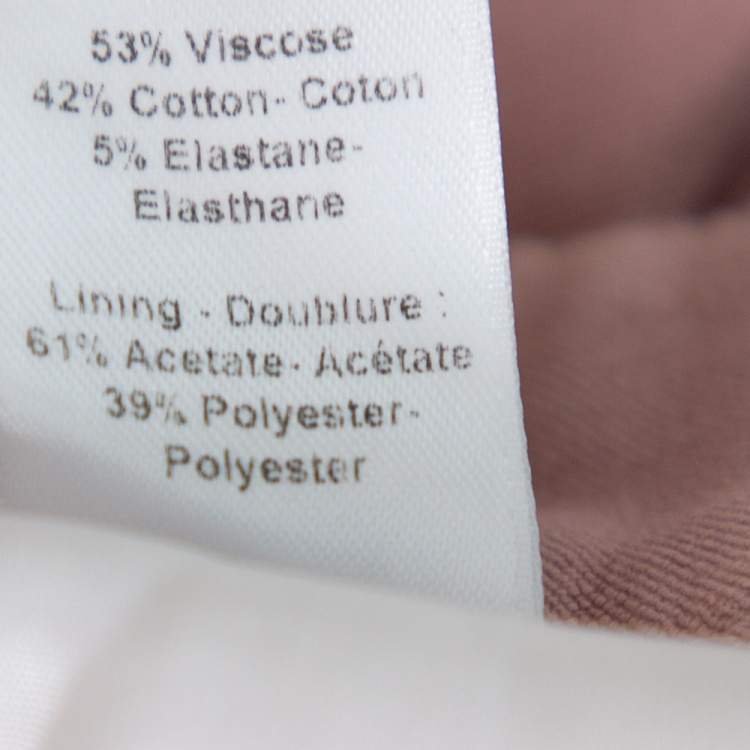 53% Viscose
42% Cotton- Coton
5% Elastane-
Elasthane
Lining - Doublure :
61% Acetate- Acétate
39% Polyester-
Polyester